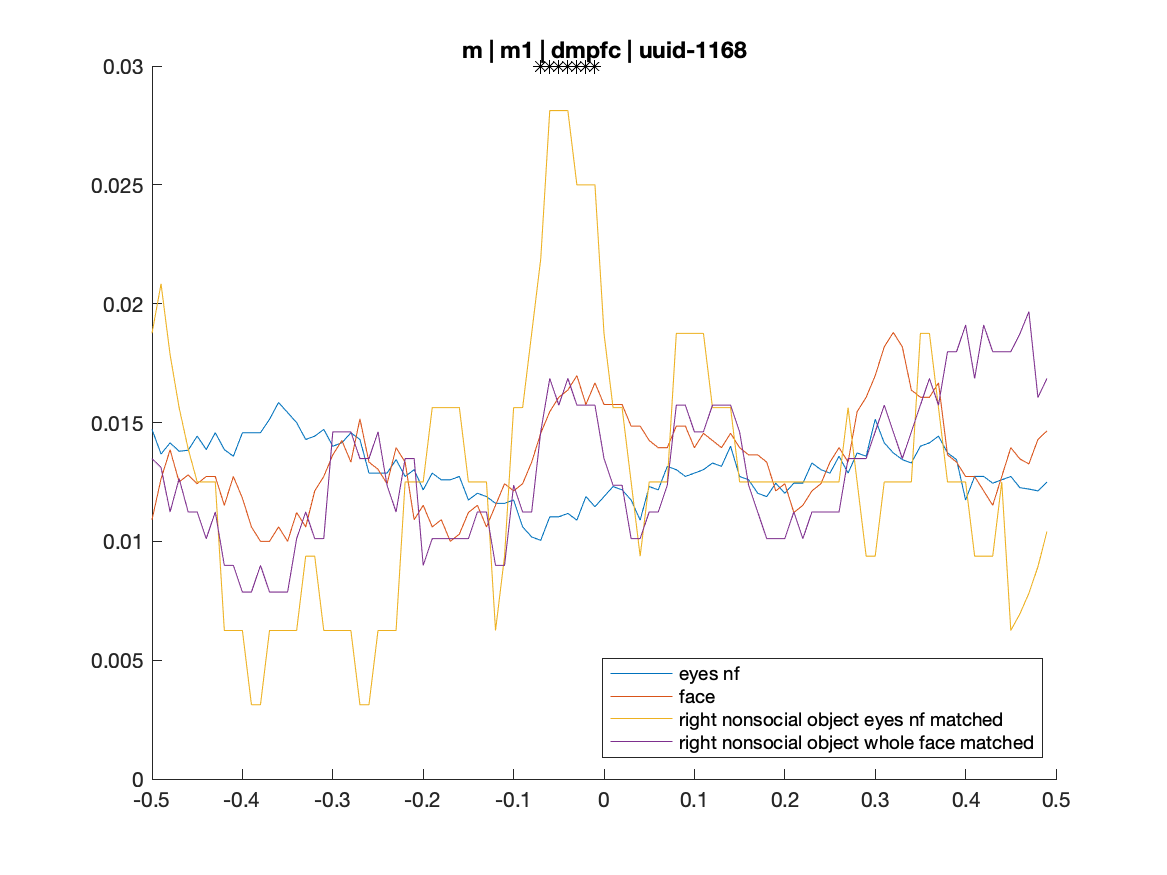 m | m1 | dmpfc | uuid-1168
0.03
0.025
0.02
0.015
0.01
0.005
0
-0.5 -0.4 -0.3 -0.2 -0.1 0 0.1 0.2 0.3 0.4 0.5
eyes nf
face
right nonsocial object eyes nf matched
right nonsocial object whole face matched